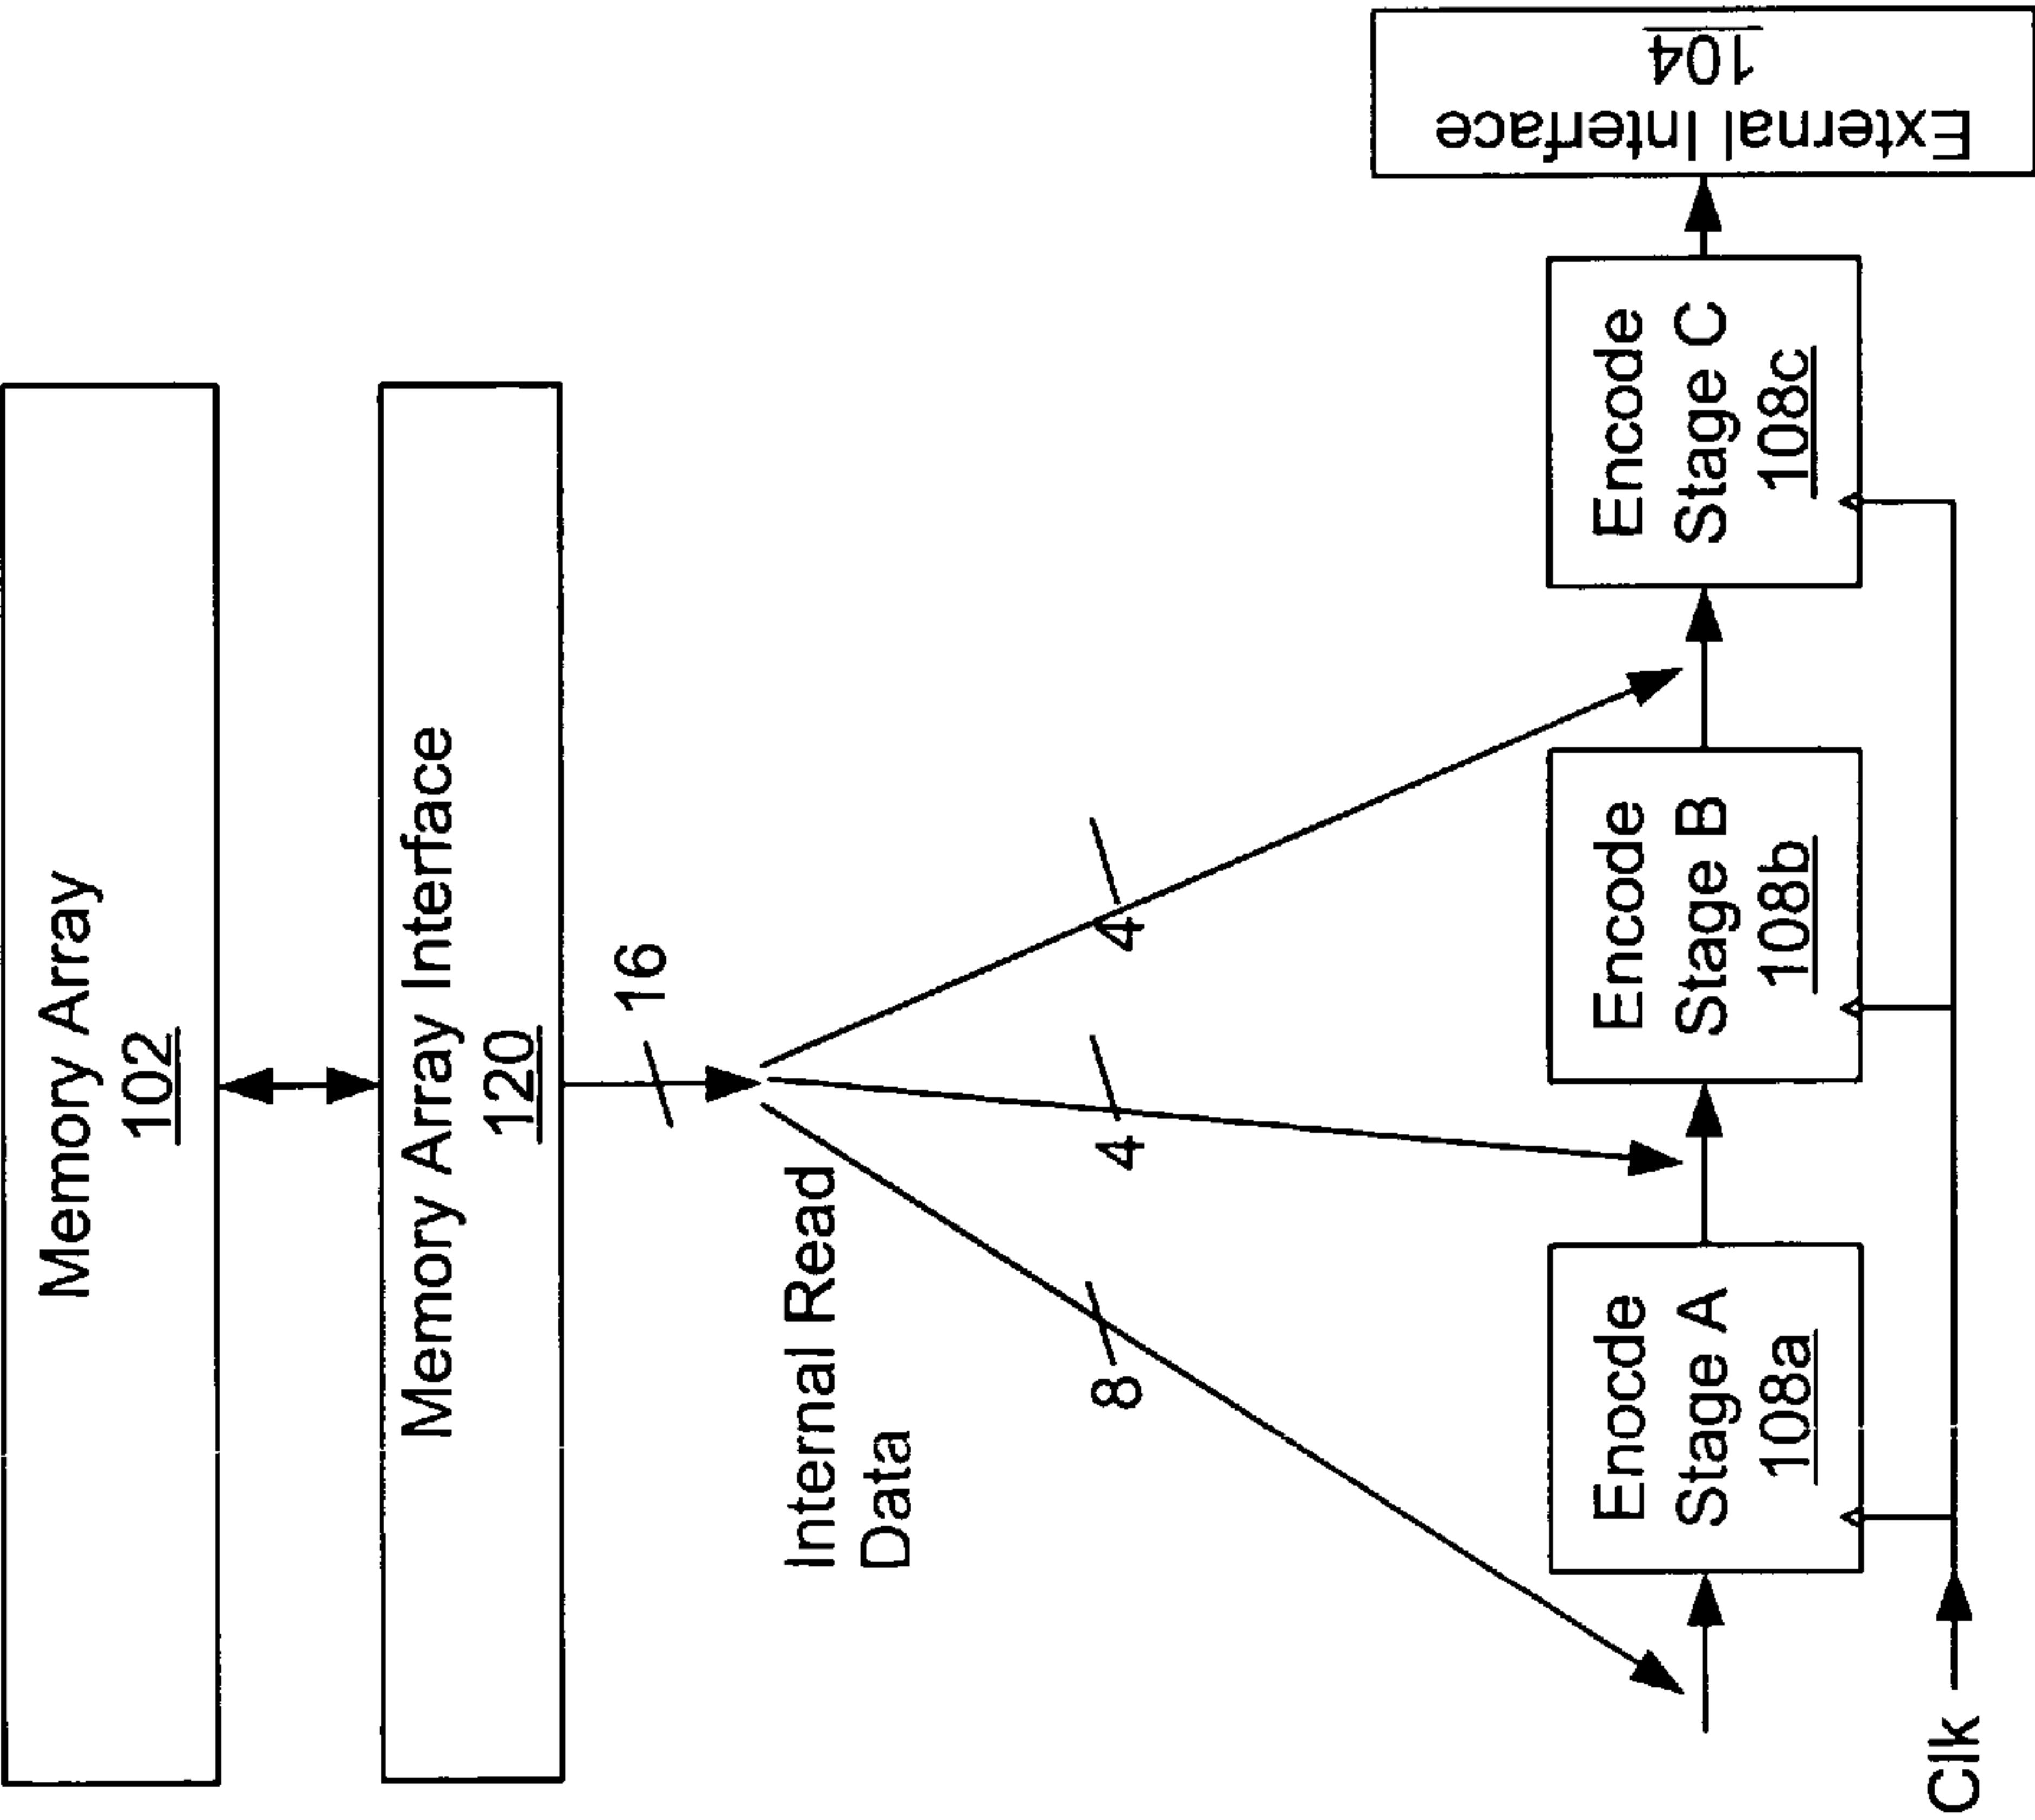 Memory Array
102
Memory Array Interface
120
16
Internal Read
Data
8
4
4
Enocde
Stage A
108a
Encode
Stage B
108b
Encode
Stage C
108c
External Interface
104
Clk